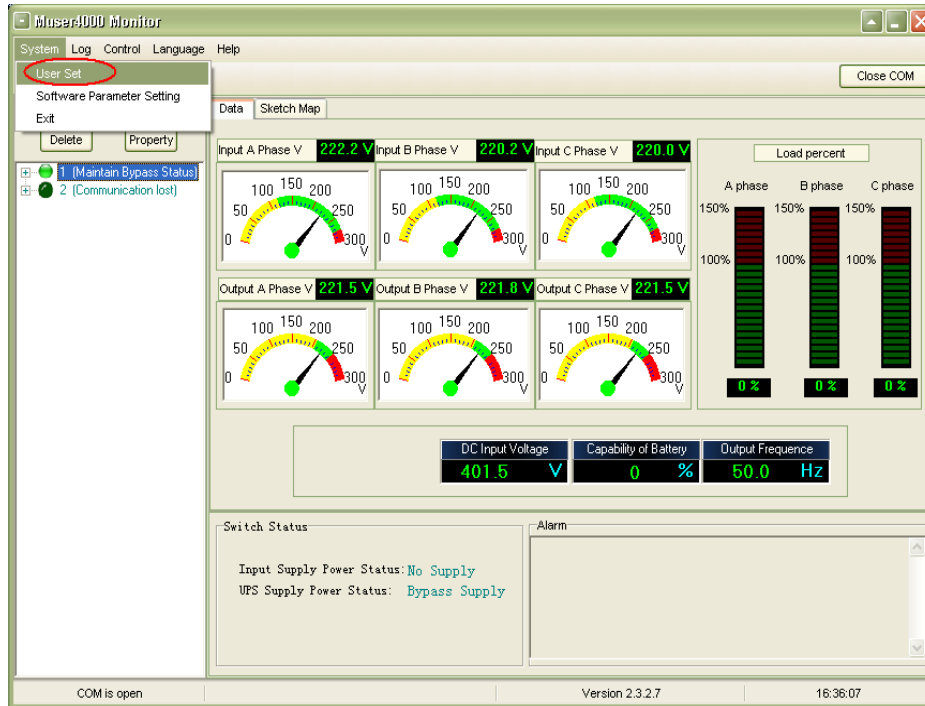 Muser4000 Monitor
System Log Control Language Help
User Set
Software Parameter Setting
Exit
Close COM
Delete Property
Data Sketch Map
1 (Maintain Bypass Status)
2 (Communication lost)
Input A Phase V 222.2 V Input B Phase V 220.2 V Input C Phase V 220.0 V
0 50 100 150 200 250 300 V
0 50 100 150 200 250 300 V
0 50 100 150 200 250 300 V
Output A Phase V 221.5 V Output B Phase V 221.8 V Output C Phase V 221.5 V
0 50 100 150 200 250 300 V
0 50 100 150 200 250 300 V
0 50 100 150 200 250 300 V
Load percent
A phase B phase C phase
150% 150% 150%
100% 100% 100%
0 % 0 % 0 %
DC Input Voltage Capability of Battery Output Frequence
401.5 V 0 % 50.0 Hz
Switch Status
Input Supply Power Status: No Supply
UPS Supply Power Status: Bypass Supply
Alarm
COM is open Version 2.3.2.7 16:36:07